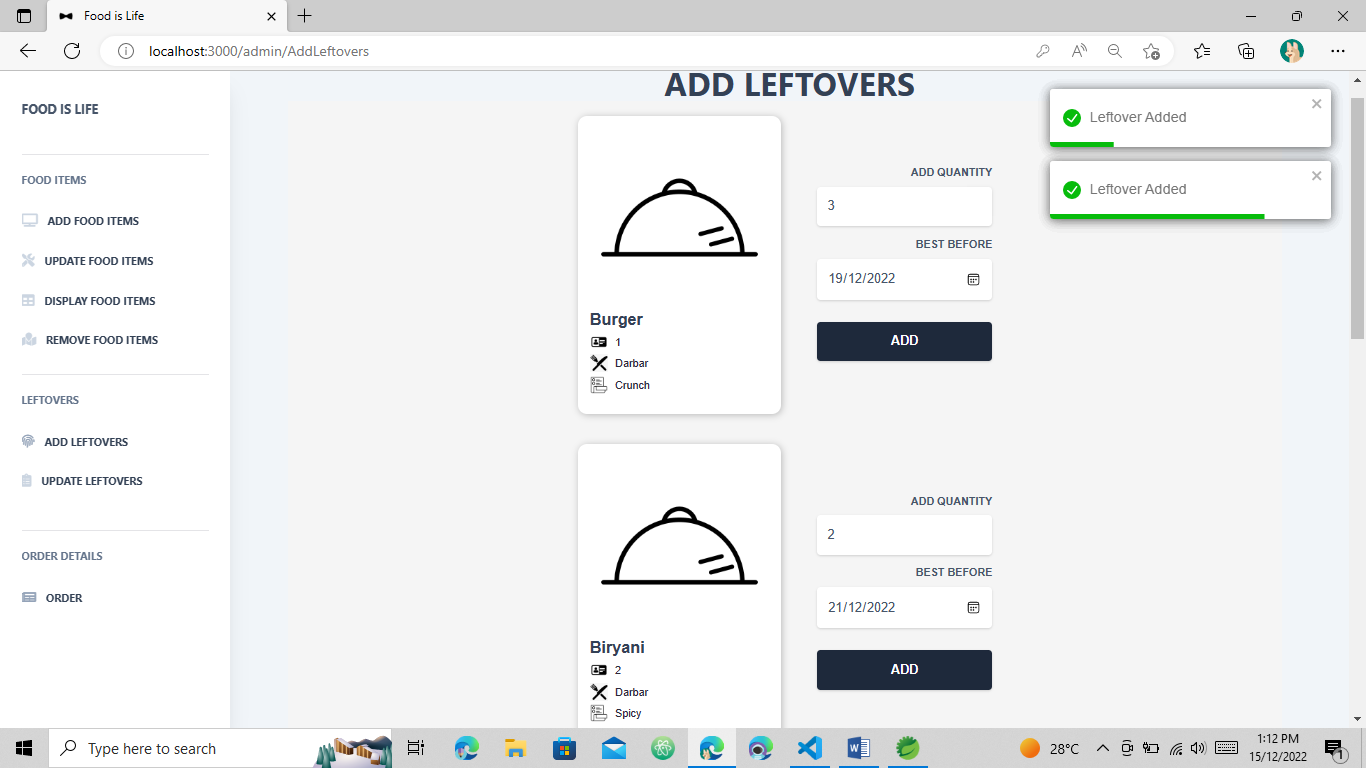 Food is Life
localhost:3000/admin/AddLeftovers
FOOD IS LIFE
FOOD ITEMS
ADD FOOD ITEMS
UPDATE FOOD ITEMS
DISPLAY FOOD ITEMS
REMOVE FOOD ITEMS
LEFTOVERS
ADD LEFTOVERS
UPDATE LEFTOVERS
ORDER DETAILS
ORDER
ADD LEFTOVERS
Burger
1
Darbar
Crunch
ADD QUANTITY
3
BEST BEFORE
19/12/2022
ADD
Biryani
2
Darbar
Spicy
ADD QUANTITY
2
BEST BEFORE
21/12/2022
ADD
Leftover Added
Leftover Added
Type here to search
28°C
1:12 PM
15/12/2022
1